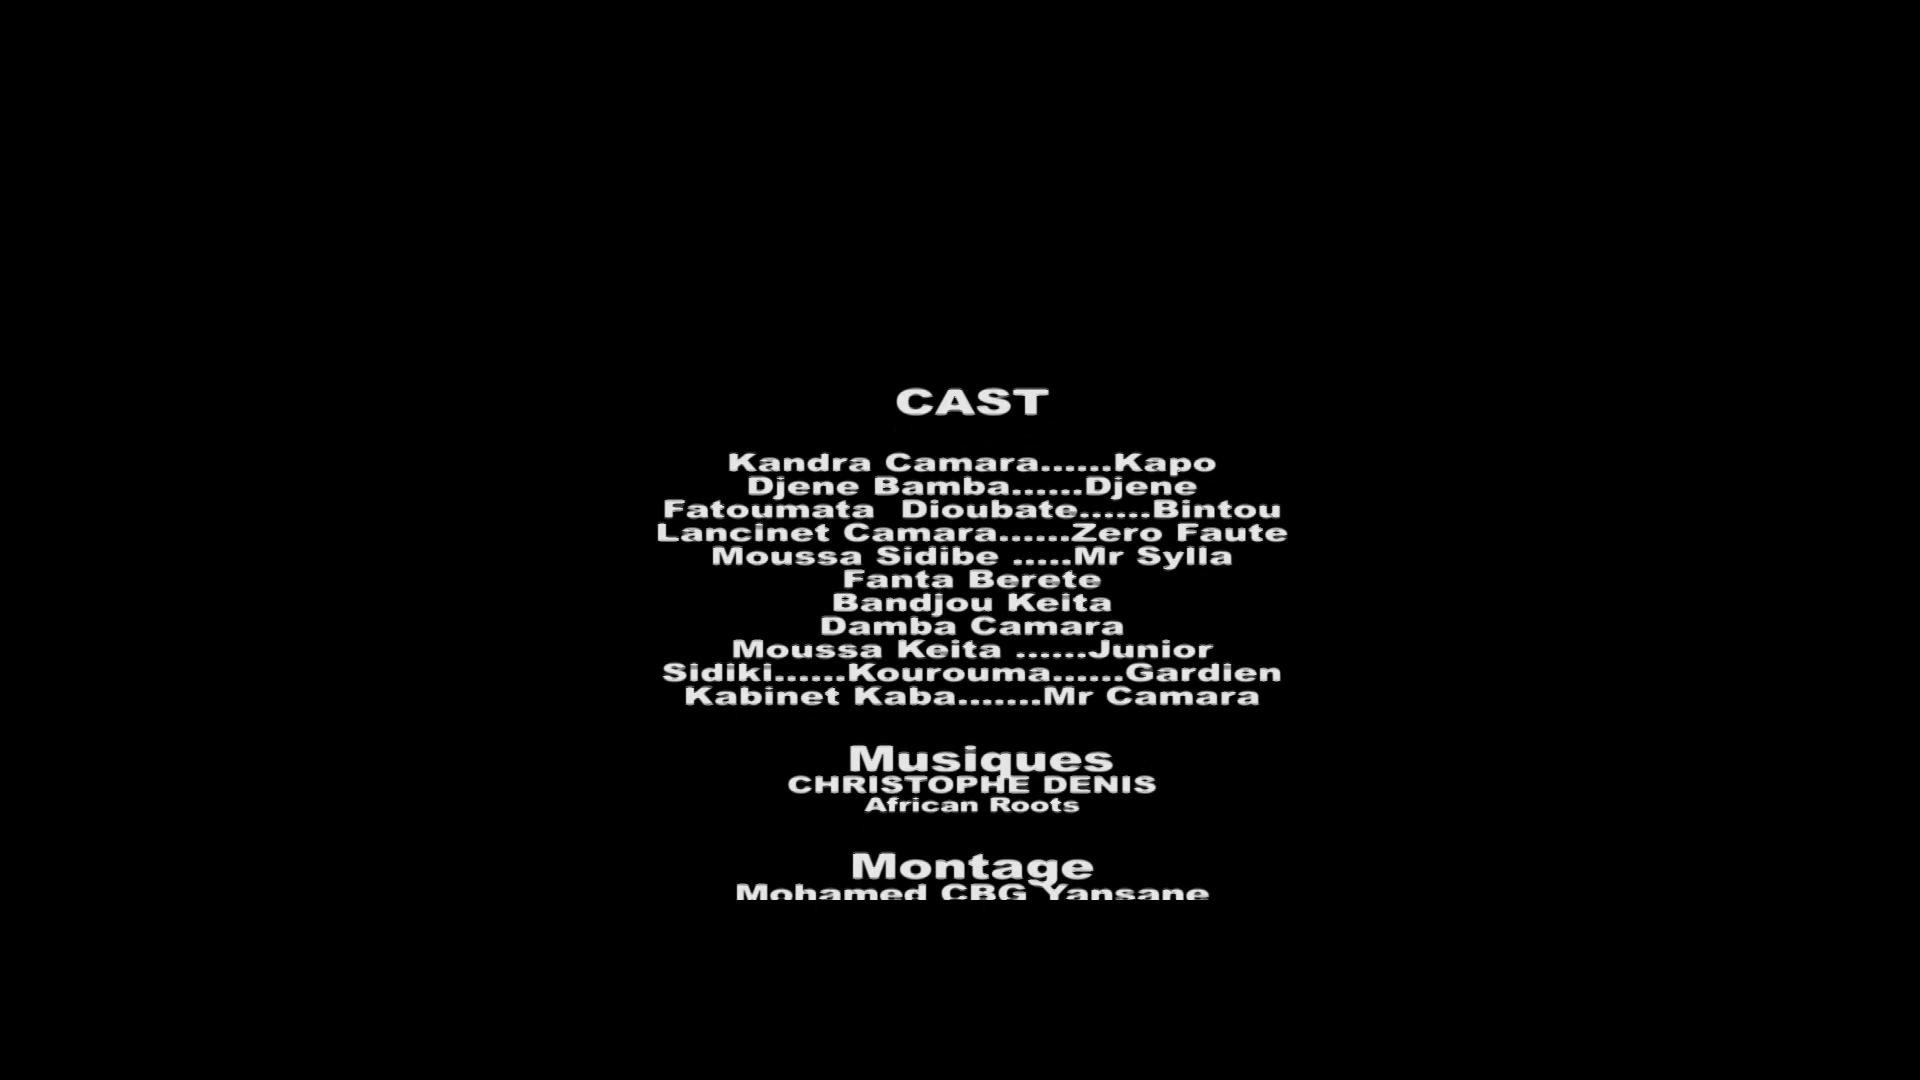 CAST
Kandra Camara......Kapo
Djene Bamba......Djene
Fatoumata  Dioubate......Bintou
Lancinet Camara......Zero Faute
Moussa Sidibe .....Mr Sylla
Fanta Berete
Bandjou Keita
Damba Camara
Moussa Keita ......Junior
Sidiki......Kourouma......Gardien
Kabinet Kaba.......Mr Camara
Musiques
CHRISTOPHE DENIS
African Roots
Montage
Mohamed CBG Yansane